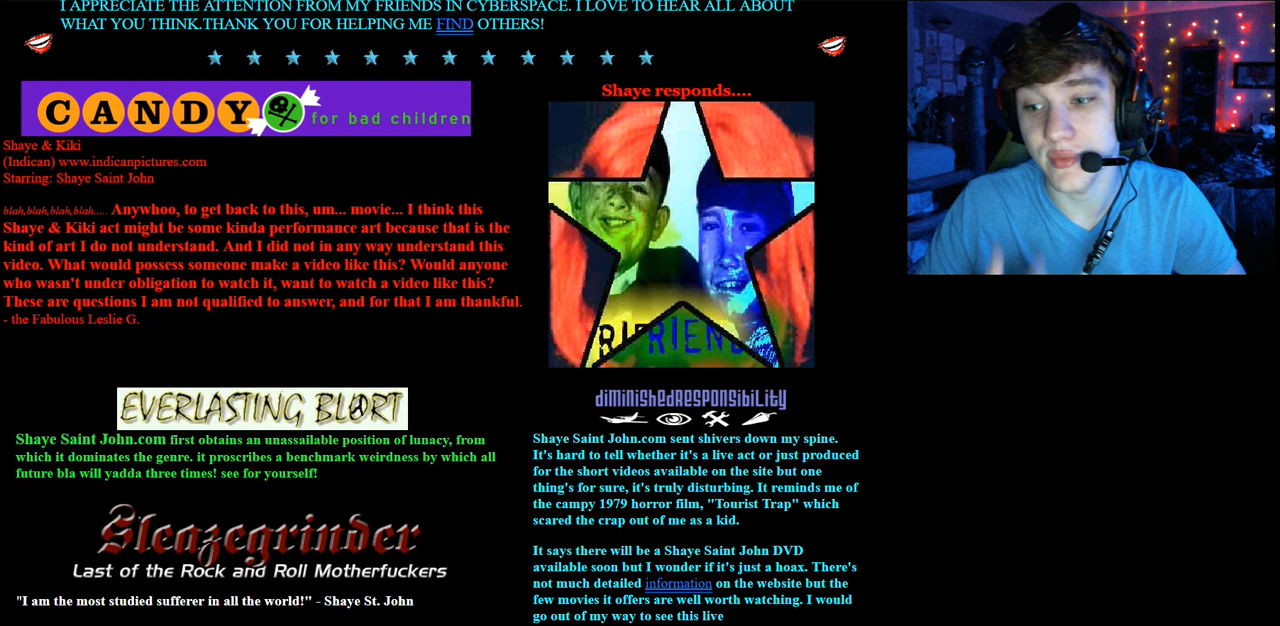 I APPRECIATE THE ATTENTION FROM MY FRIENDS IN CYBERSPACE. I LOVE TO HEAR ALL ABOUT
WHAT YOU THINK.THANK YOU FOR HELPING ME FIND OTHERS!
CANDY for bad children
Shaye & Kiki
(Indican) www.indicanpictures.com
Starring: Shaye Saint John
blah,blah,blah,blah..... Anywhoo, to get back to this, um... movie... I think this
Shaye & Kiki act might be some kinda performance art because that is the
kind of art I do not understand. And I did not in any way understand this
video. What would possess someone make a video like this? Would anyone
who wasn't under obligation to watch it, want to watch a video like this?
These are questions I am not qualified to answer, and for that I am thankful.
- the Fabulous Leslie G.
Shaye responds....
RIFRIEND
EVERLASTING BLORT
Shaye Saint John.com first obtains an unassailable position of lunacy, from
which it dominates the genre. it proscribes a benchmark weirdness by which all
future bla will yadda three times! see for yourself!
Sleazegrinder
Last of the Rock and Roll Motherfuckers
"I am the most studied sufferer in all the world!" - Shaye St. John
diminishedresponsibility
Shaye Saint John.com sent shivers down my spine.
It's hard to tell whether it's a live act or just produced
for the short videos available on the site but one
thing's for sure, it's truly disturbing. It reminds me of
the campy 1979 horror film, "Tourist Trap" which
scared the crap out of me as a kid.
It says there will be a Shaye Saint John DVD
available soon but I wonder if it's just a hoax. There's
not much detailed information on the website but the
few movies it offers are well worth watching. I would
go out of my way to see this live